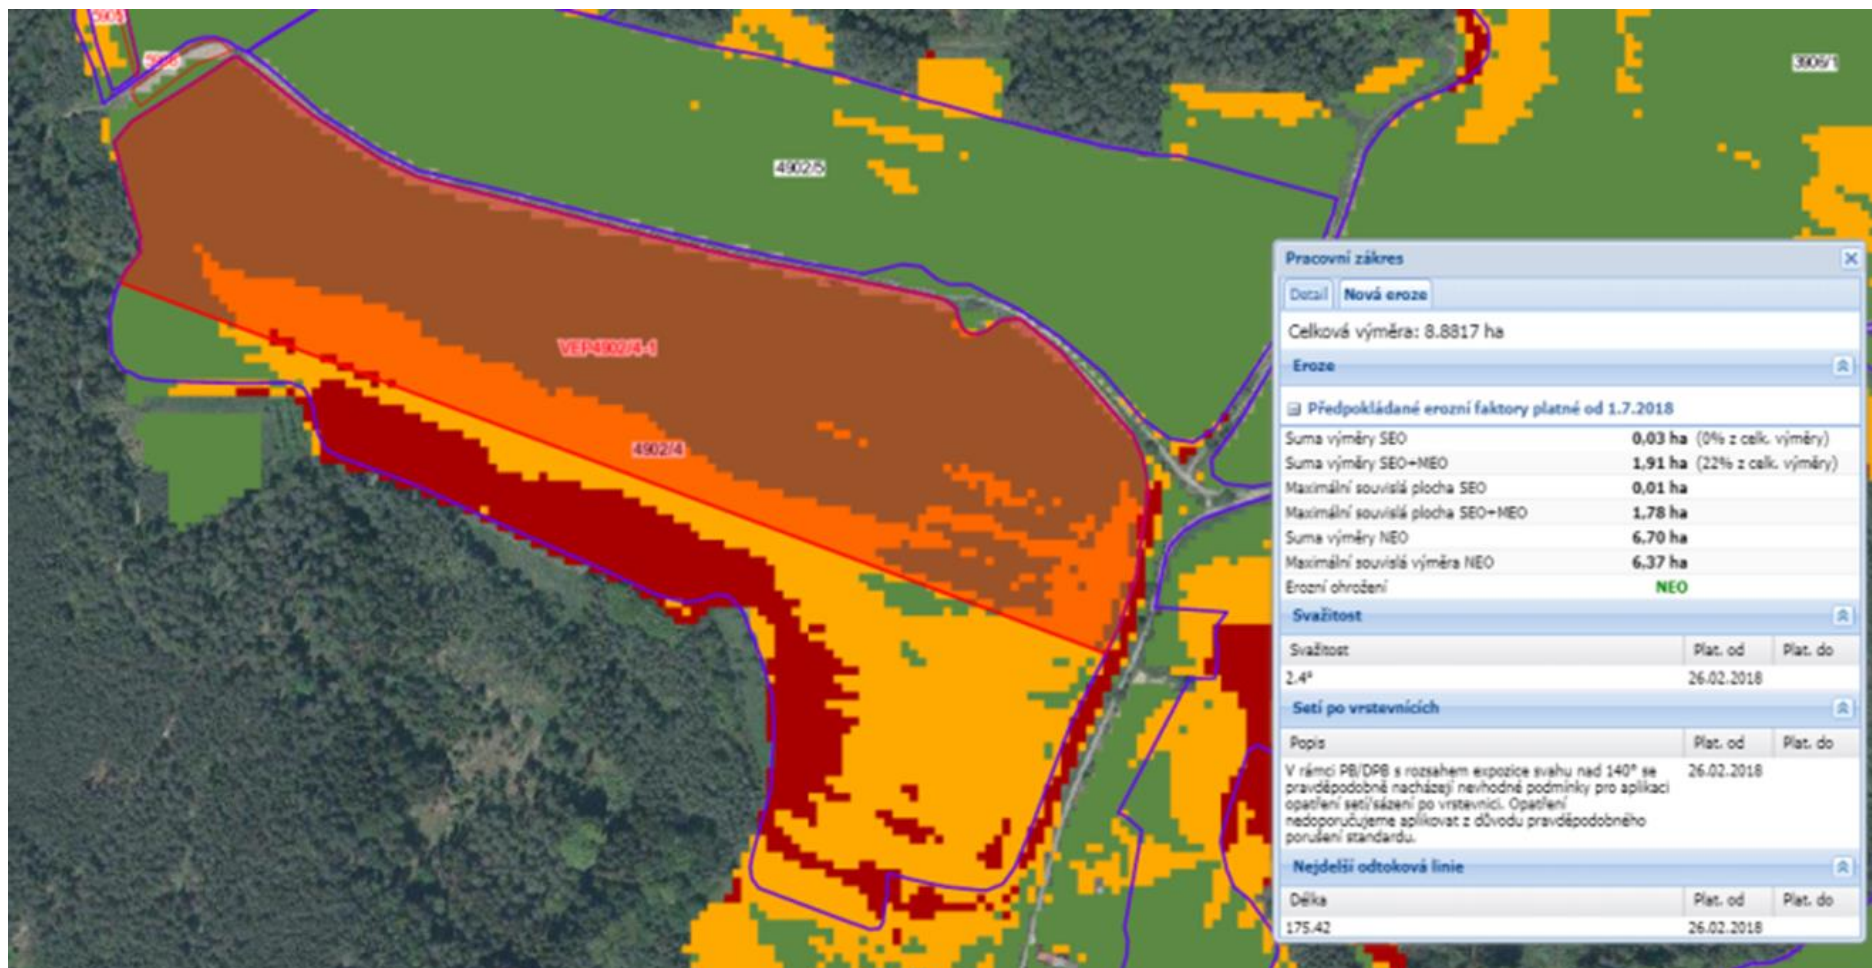 3906/1
4902/5
VEP4902/4-1
4902/4
Pracovní zákres
Detail Nová eroze
Celková výměra: 8.8817 ha
Eroze
Předpokládané erozní faktory platné od 1.7.2018
Suma výměry SEO 0,03 ha (0% z celk. výměry)
Suma výměry SEO+MEO 1,91 ha (22% z celk. výměry)
Maximální souvislá plocha SEO 0,01 ha
Maximální souvislá plocha SEO+MEO 1,78 ha
Suma výměry NEO 6,70 ha
Maximální souvislá výměra NEO 6,37 ha
Erozní ohrožení NEO
Svažitost
Svažitost Plat. od Plat. do
2.4° 26.02.2018
Setí po vrstevnících
Popis Plat. od Plat. do
V rámci PB/DPB s rozsahem expozice svahu nad 140° se 26.02.2018
pravděpodobně nacházejí nevhodné podmínky pro aplikaci
opatření setí/sázení po vrstevnici. Opatření
nedoporučujeme aplikovat z důvodu pravděpodobného
porušení standardu.
Nejdelší odtoková linie
Délka Plat. od Plat. do
175.42 26.02.2018